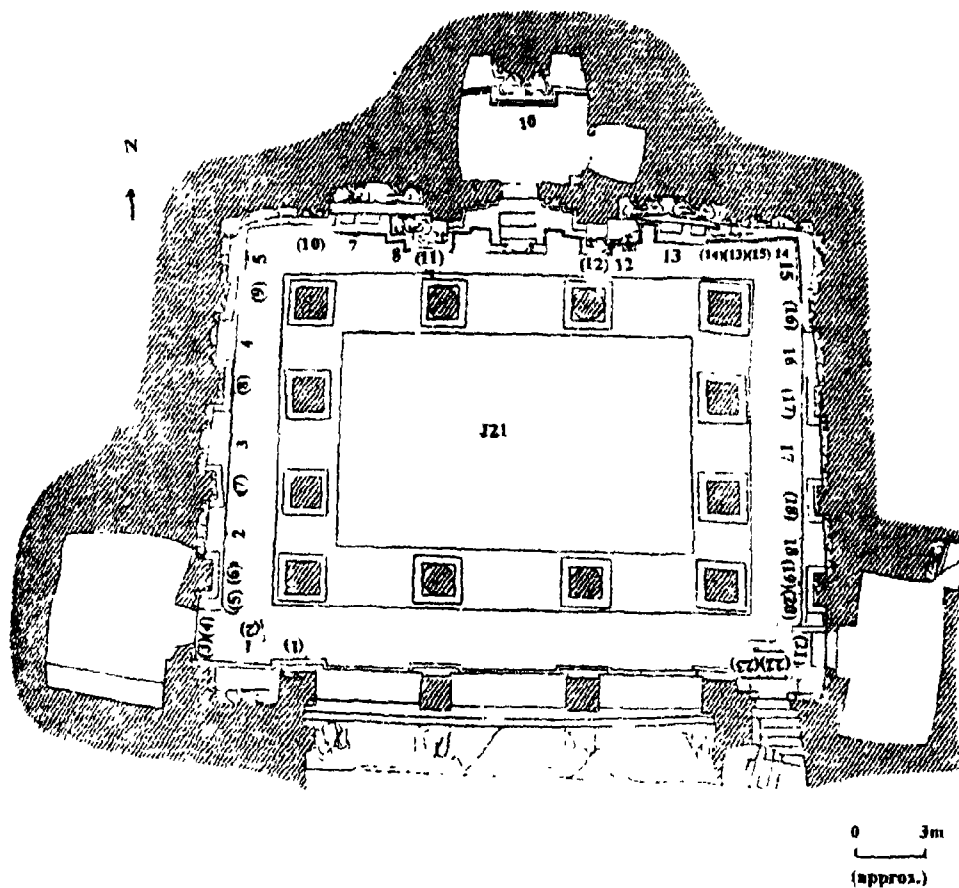 10
N
(10) 7 8 (11) (12) 12 13 (14)(13)(15) 14
5 15
(9) (16)
4 16
(8) (17)
J21
3 17
(7) (18)
2 18
(6) (19)
(5) (20)
(3)(4) (2) (21)
1 (1) (23)(22)
0 3m
(approx.)